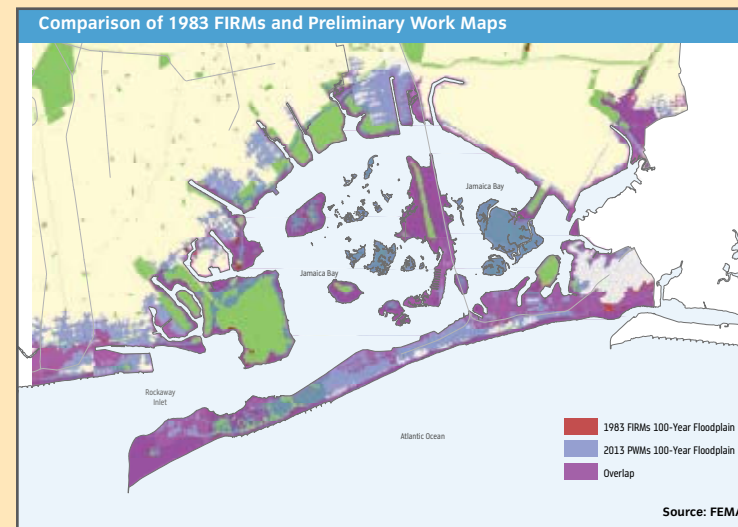 Comparison of 1983 FIRMs and Preliminary Work Maps
Jamaica Bay
Jamaica Bay
Rockaway
Inlet
Atlantic Ocean
1983 FIRMs 100-Year Floodplain
2013 PWMs 100-Year Floodplain
Overlap
Source: FEMA